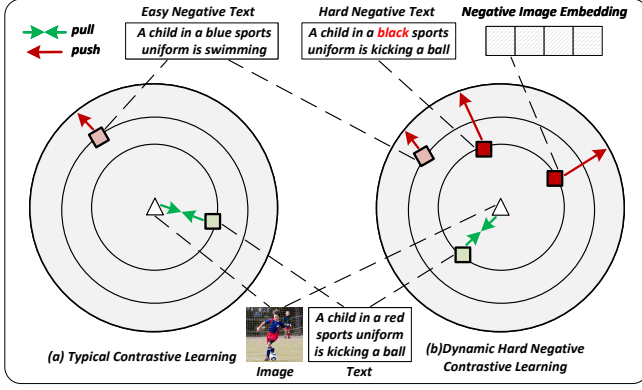 pull
push
Easy Negative Text
A child in a blue sports
uniform is swimming
Hard Negative Text
A child in a black sports
uniform is kicking a ball
Negative Image Embedding
A child in a red
sports uniform
is kicking a ball
Image
Text
(a) Typical Contrastive Learning
(b)Dynamic Hard Negative
Contrastive Learning